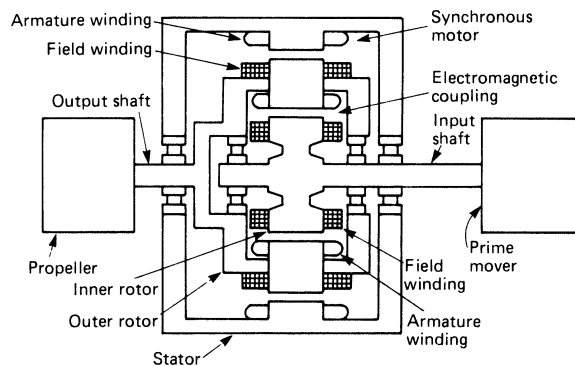 Armature winding
Synchronous
motor
Field winding
Electromagnetic
coupling
Output shaft
Input
shaft
Propeller
Inner rotor
Outer rotor
Stator
Field
winding
Armature
winding
Prime
mover